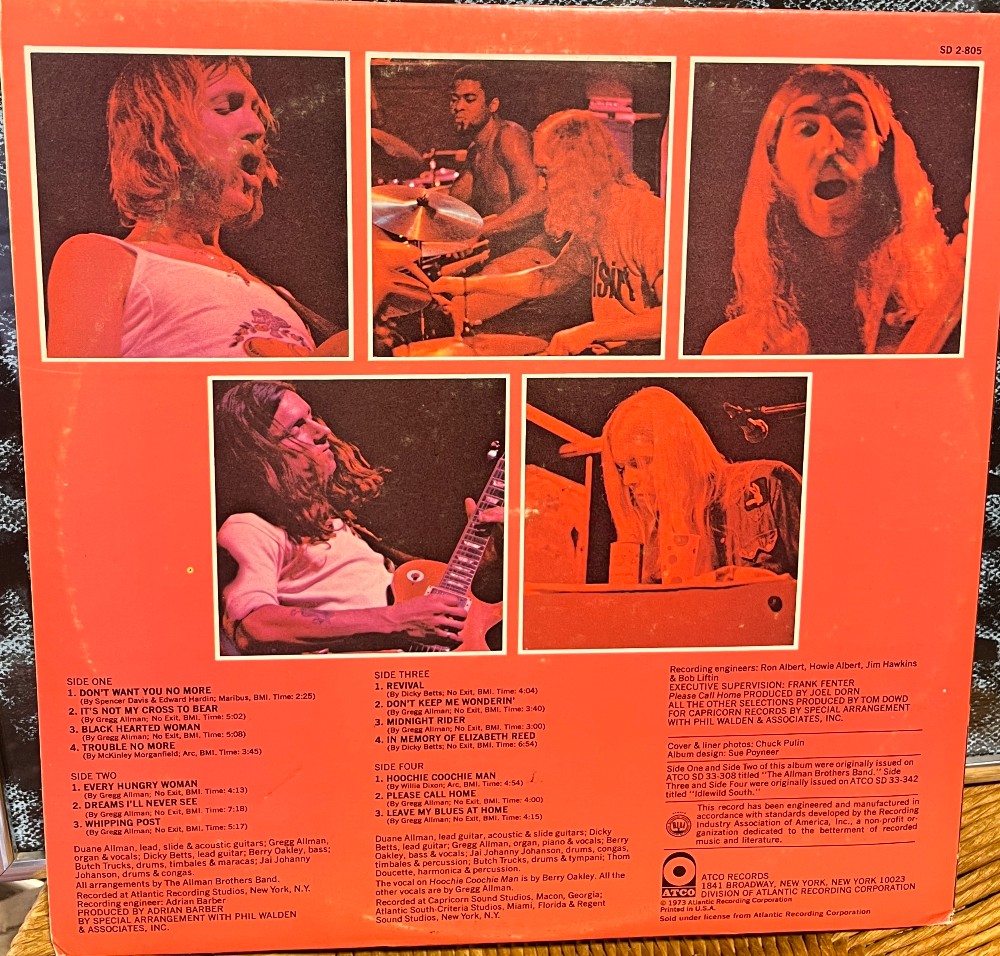 SD 2-805
SIDE ONE
1. DON'T WANT YOU NO MORE
(By Spencer Davis & Edward Hardin; Maribus, BMI. Time: 2:25)
2. IT'S NOT MY CROSS TO BEAR
(By Gregg Allman; No Exit, BMI. Time: 5:02)
3. BLACK HEARTED WOMAN
(By Gregg Allman; No Exit, BMI. Time: 5:08)
4. TROUBLE NO MORE
(By McKinley Morganfield; Arc, BMI. Time: 3:45)
SIDE TWO
1. EVERY HUNGRY WOMAN
(By Gregg Allman; No Exit, BMI. Time: 4:13)
2. DREAMS I'LL NEVER SEE
(By Gregg Allman; No Exit, BMI. Time: 7:18)
3. WHIPPING POST
(By Gregg Allman; No Exit, BMI. Time: 5:17)
Duane Allman, lead, slide & acoustic guitars; Gregg Allman,
organ & vocals; Dicky Betts, lead guitar; Berry Oakley, bass;
Butch Trucks, drums, timbales & maracas; Jai Johanny
Johanson, drums & congas.
All arrangements by The Allman Brothers Band.
Recorded at Atlantic Recording Studios, New York, N.Y.
Recording engineer: Adrian Barber
PRODUCED BY ADRIAN BARBER
BY SPECIAL ARRANGEMENT WITH PHIL WALDEN
& ASSOCIATES, INC.
SIDE THREE
1. REVIVAL
(By Dicky Betts; No Exit, BMI. Time: 4:04)
2. DON'T KEEP ME WONDERIN'
(By Gregg Allman; No Exit, BMI. Time: 3:40)
3. MIDNIGHT RIDER
(By Gregg Allman; No Exit, BMI. Time: 3:00)
4. IN MEMORY OF ELIZABETH REED
(By Dicky Betts; No Exit, BMI. Time: 6:54)
SIDE FOUR
1. HOOCHIE COOCHIE MAN
(By Willie Dixon; Arc, BMI. Time: 4:54)
2. PLEASE CALL HOME
(By Gregg Allman; No Exit, BMI. Time: 4:00)
3. LEAVE MY BLUES AT HOME
(By Gregg Allman; No Exit, BMI. Time: 4:15)
Duane Allman, lead guitar, acoustic & slide guitars; Dicky
Betts, lead guitar; Gregg Allman, organ, piano & vocals; Berry
Oakley, bass & vocals; Jai Johanny Johanson, drums, congas,
timbales & percussion; Butch Trucks, drums & tympani; Thom
Doucette, harmonica & percussion.
The vocal on Hoochie Coochie Man is by Berry Oakley. All the
other vocals are by Gregg Allman.
Recorded at Capricorn Sound Studios, Macon, Georgia;
Atlantic South-Criteria Studios, Miami, Florida & Regent
Sound Studios, New York, N.Y.
Recording engineers: Ron Albert, Howie Albert, Jim Hawkins
& Bob Liftin
EXECUTIVE SUPERVISION: FRANK FENTER
Please Call Home PRODUCED BY JOEL DORN
ALL THE OTHER SELECTIONS PRODUCED BY TOM DOWD
FOR CAPRICORN RECORDS BY SPECIAL ARRANGEMENT
WITH PHIL WALDEN & ASSOCIATES, INC.
Cover & liner photos: Chuck Pulin
Album design: Sue Poyneer
Side One and Side Two of this album were originally issued on
ATCO SD 33-308 titled "The Allman Brothers Band." Side
Three and Side Four were originally issued on ATCO SD 33-342
titled "Idlewild South."
This record has been engineered and manufactured in
accordance with standards developed by the Recording
Industry Association of America, Inc., a non-profit or-
ganization dedicated to the betterment of recorded
music and literature.
ATCO
ATCO RECORDS
1841 BROADWAY, NEW YORK, NEW YORK 10023
DIVISION OF ATLANTIC RECORDING CORPORATION
© 1973 Atlantic Recording Corporation
Printed in U.S.A.
Sold under license from Atlantic Recording Corporation